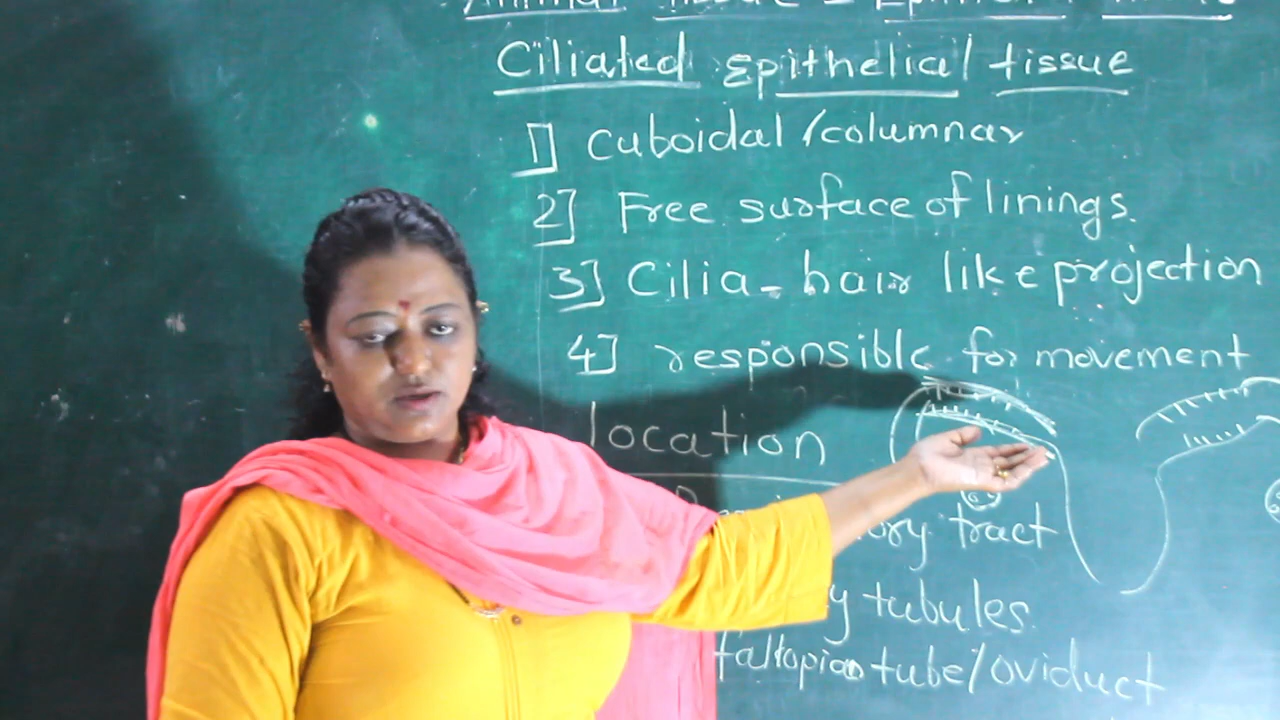 Ciliated Epithelial tissue
1] cuboidal/columnar
2] Free surface of linings.
3] Cilia - hair like projection
4] responsible for movement
location
tract
tubules.
fallopian tube/oviduct